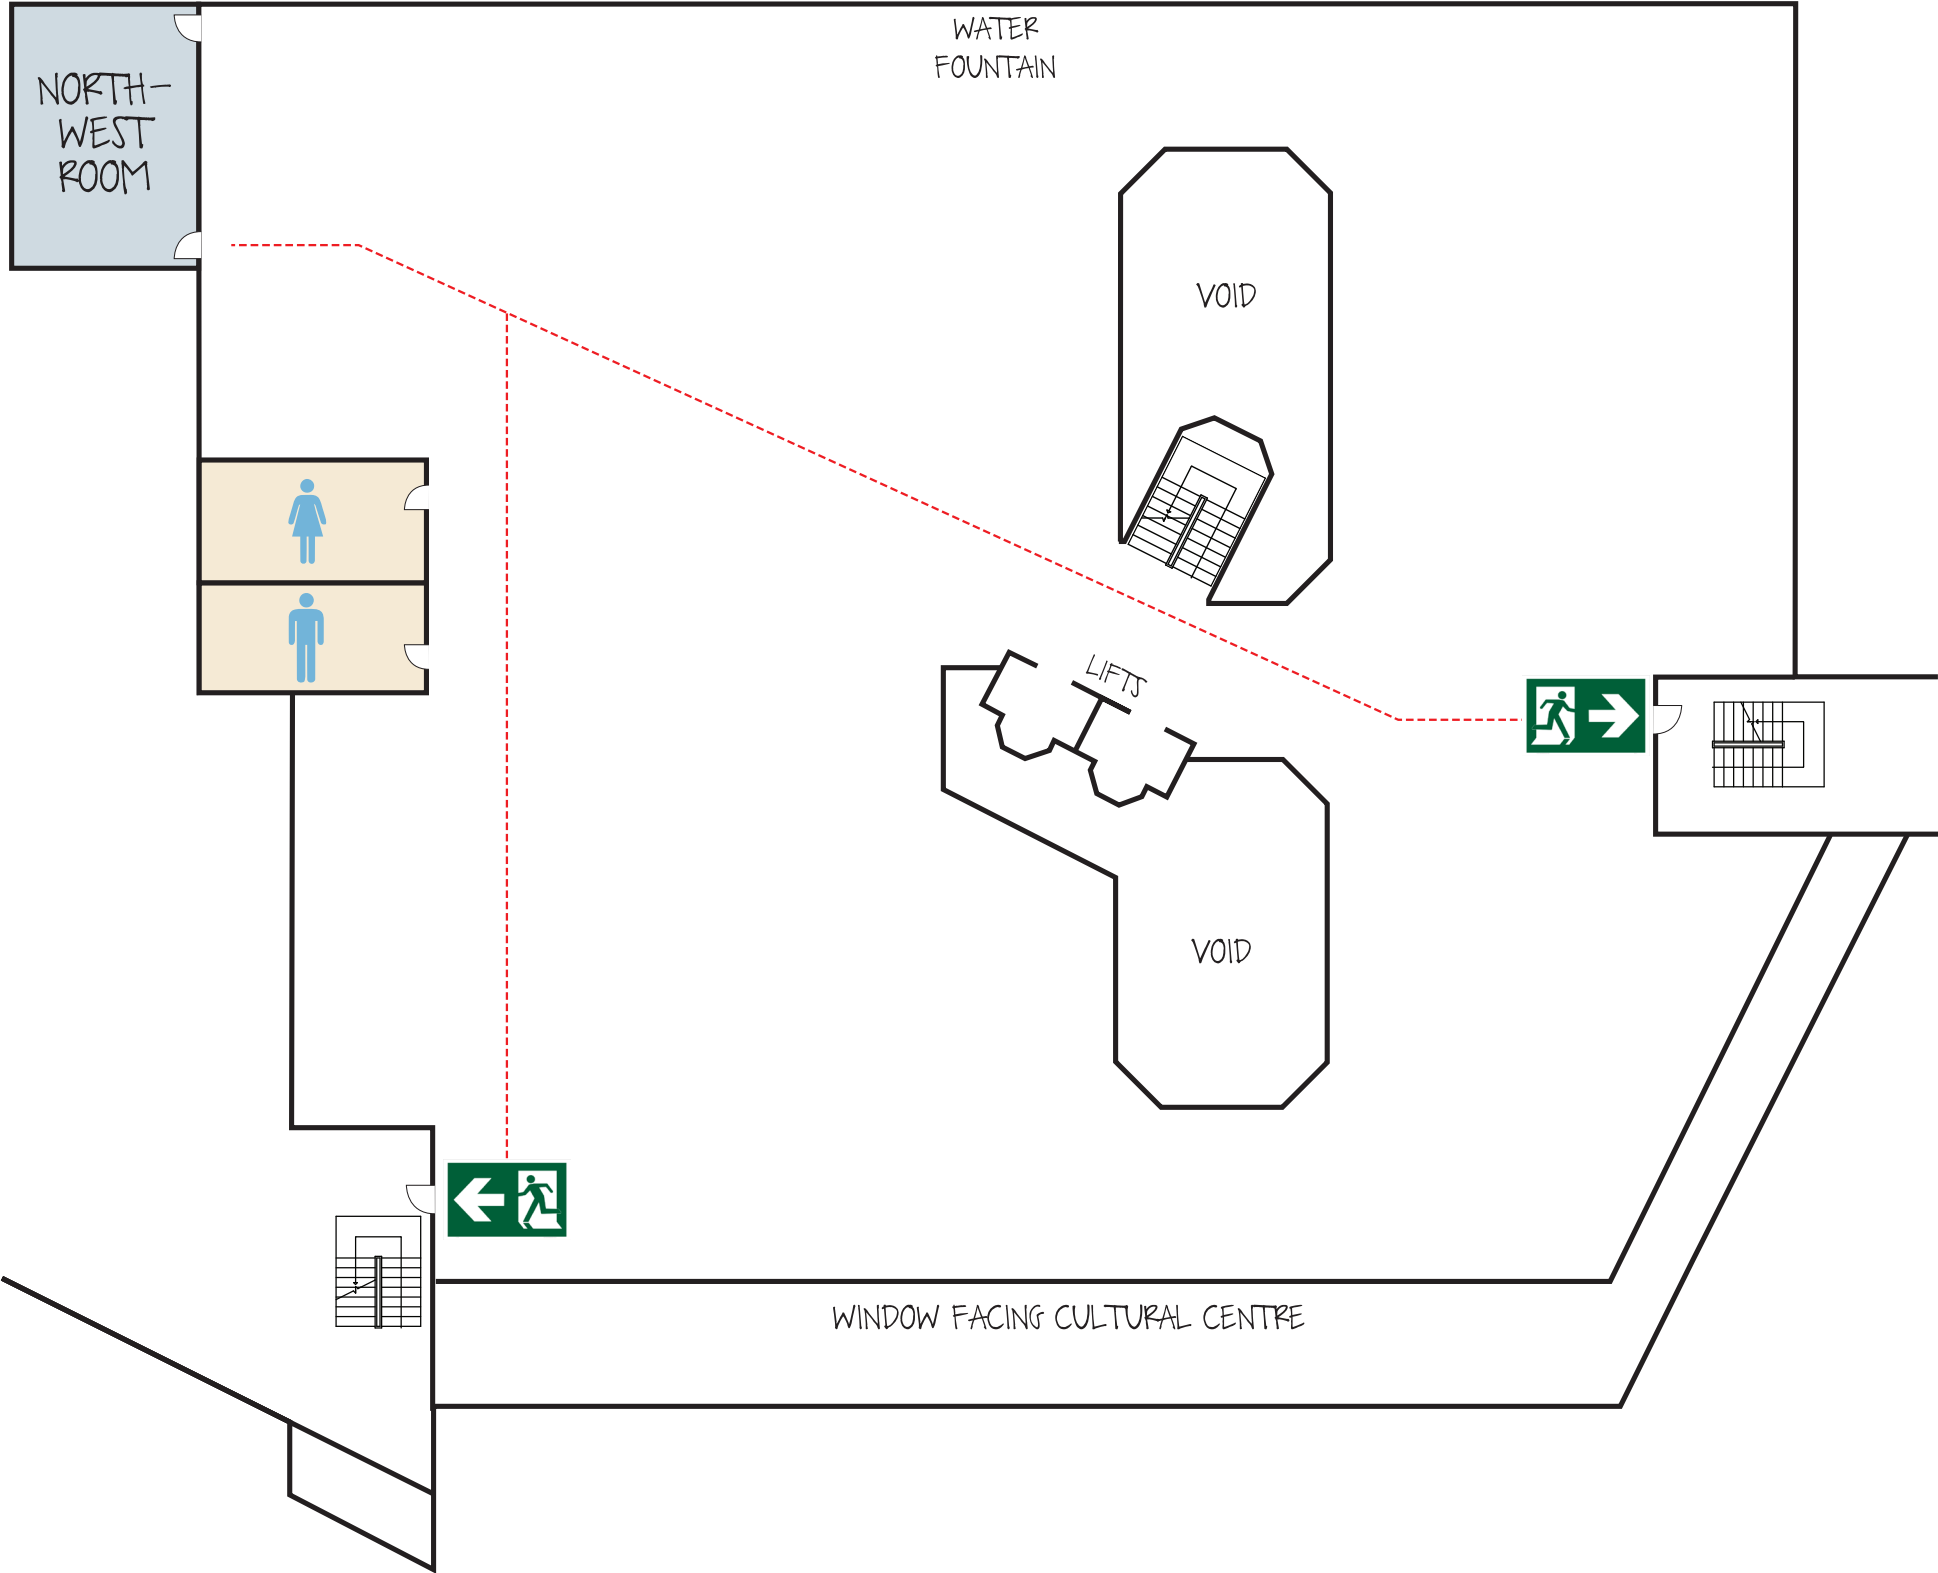 WATER
FOUNTAIN
NORTH-
WEST
ROOM
VOID
LIFTS
VOID
WINDOW FACING CULTURAL CENTRE